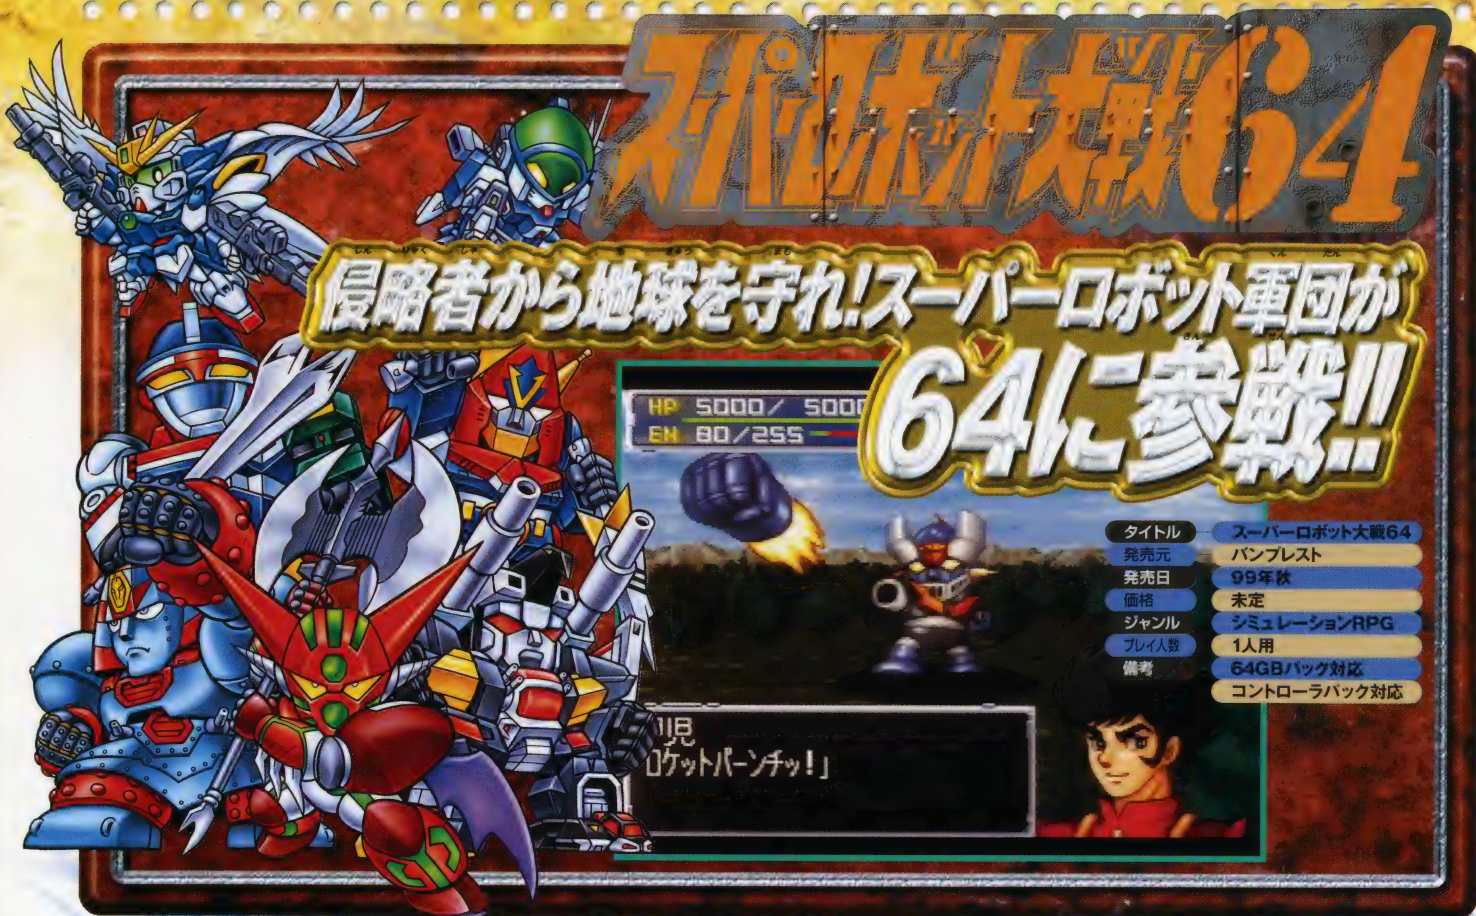 スーパーロボット大戦64
侵略者から地球を守れ!スーパーロボット軍団が
64に参戦!!
HP 5000/ 5000
EN 80/255
ロケットパーンチッ!」
タイトル スーパーロボット大戦64
発売元 バンプレスト
発売日 99年秋
価格 未定
ジャンル シミュレーションRPG
プレイ人数 1人用
備考 64GBパック対応
コントローラパック対応